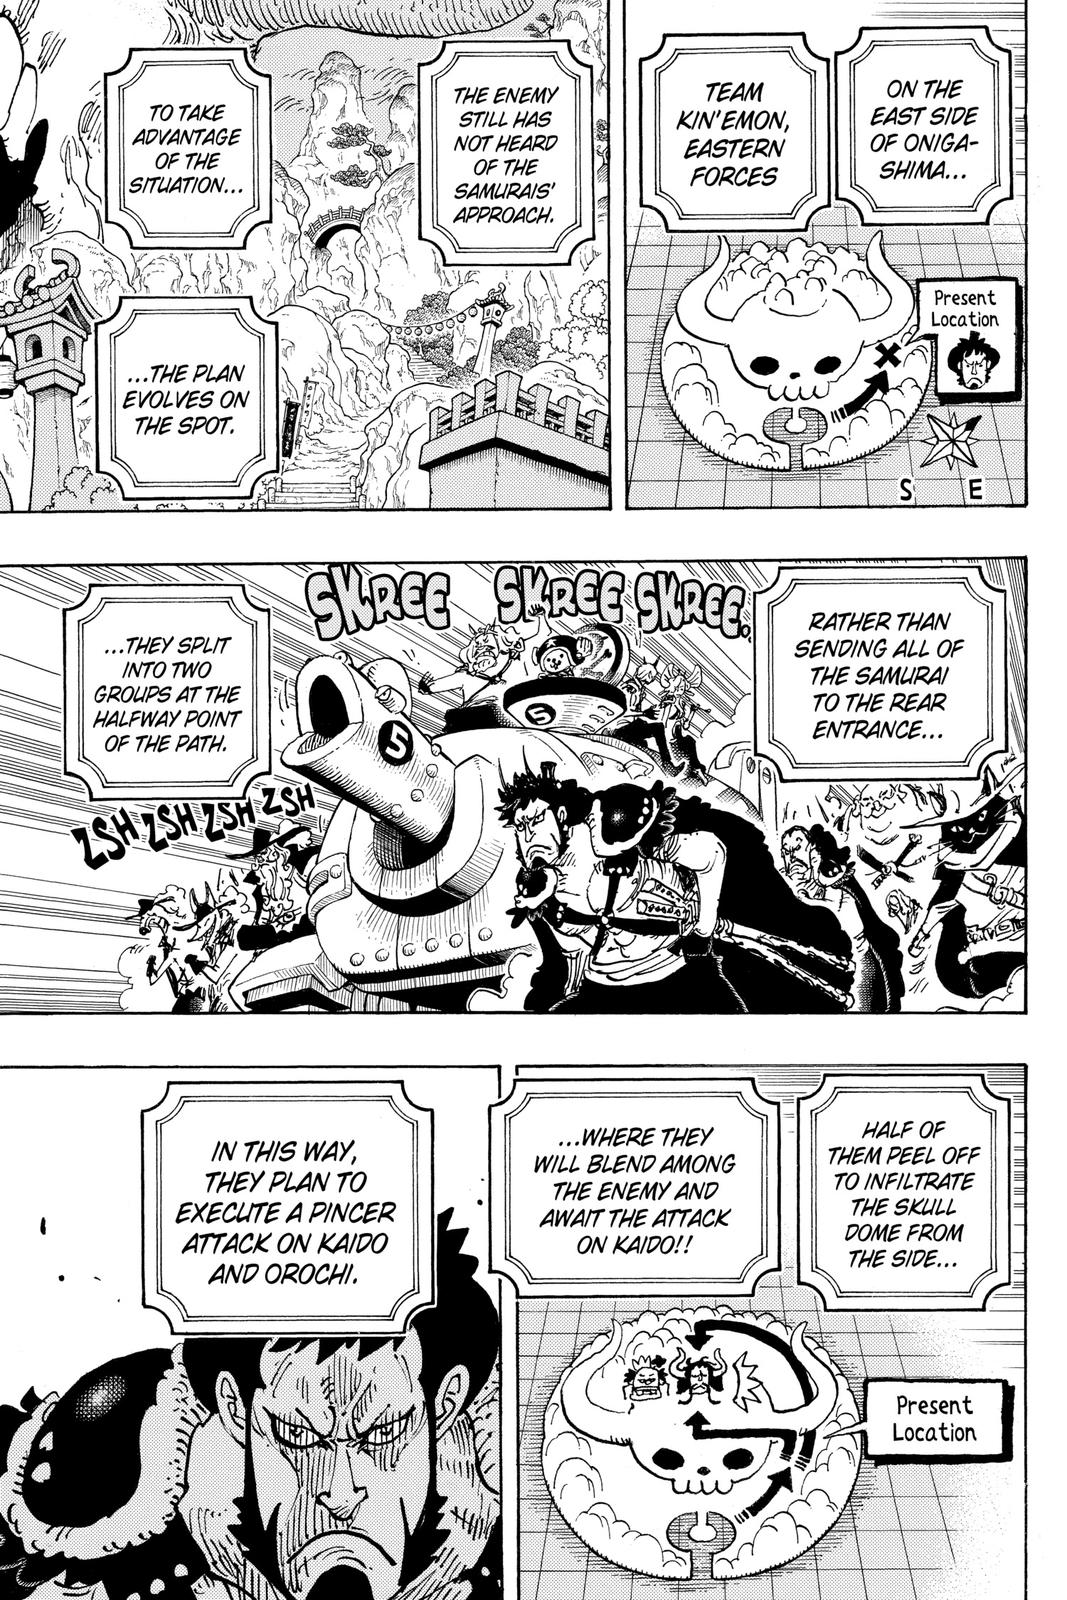 ON THE
EAST SIDE
OF ONIGA-
SHIMA...
TEAM
KIN'EMON,
EASTERN
FORCES
Present
Location
S E
THE ENEMY
STILL HAS
NOT HEARD
OF THE
SAMURAIS'
APPROACH.
TO TAKE
ADVANTAGE
OF THE
SITUATION...
...THE PLAN
EVOLVES ON
THE SPOT.
RATHER THAN
SENDING ALL OF
THE SAMURAI
TO THE REAR
ENTRANCE...
SKREE SKREE SKREE
5
5
...THEY SPLIT
INTO TWO
GROUPS AT THE
HALFWAY POINT
OF THE PATH.
ZSH ZSH ZSH ZSH
HALF OF
THEM PEEL OFF
TO INFILTRATE
THE SKULL
DOME FROM
THE SIDE...
...WHERE THEY
WILL BLEND AMONG
THE ENEMY AND
AWAIT THE ATTACK
ON KAIDO!!
Present
Location
IN THIS WAY,
THEY PLAN TO
EXECUTE A PINCER
ATTACK ON KAIDO
AND OROCHI.